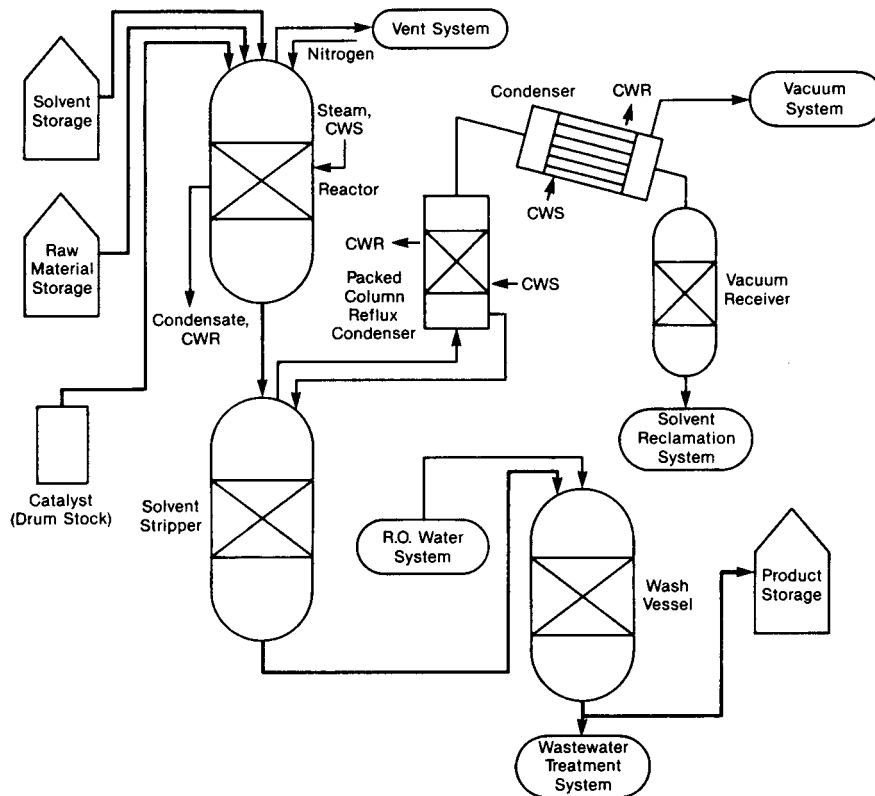 Vent System
Nitrogen
Solvent
Storage
Steam,
CWS
Reactor
Condenser
CWR
Vacuum
System
CWS
Raw
Material
Storage
CWR
CWS
Packed
Column
Reflux
Condenser
Vacuum
Receiver
Condensate,
CWR
Solvent
Reclamation
System
Catalyst
(Drum Stock)
Solvent
Stripper
R.O. Water
System
Wash
Vessel
Product
Storage
Wastewater
Treatment
System